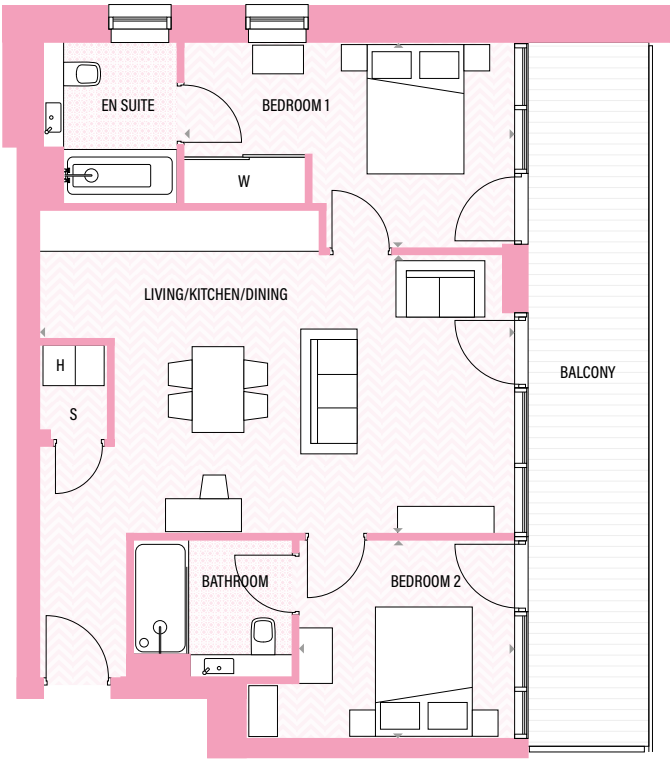 EN SUITE
BEDROOM 1
W
LIVING/KITCHEN/DINING
H
S
BALCONY
BATHROOM
BEDROOM 2